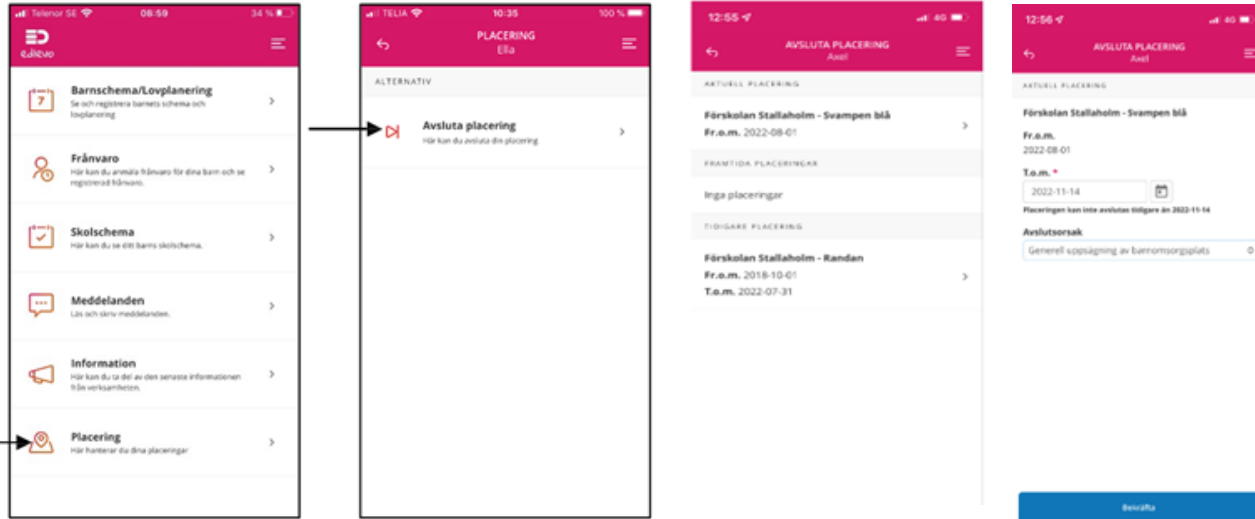 Telenor SE 08:59 34 %
edlevo
7
Barnschema/Lovplanering
Se och registrera barnets schema och
lovplanering
Frånvaro
Här kan du anmäla frånvaro för dina barn och se
registrerad frånvaro.
Skolschema
Här kan du se ditt barns skolschema.
Meddelanden
Läs och skriv meddelanden.
Information
Här kan du ta del av den senaste informationen
från verksamheten.
Placering
Här hanterar du dina placeringar
TELIA 10:35 100 %
PLACERING
Ella
ALTERNATIV
Avsluta placering
Här kan du avsluta din placering
12:55 4G
AVSLUTA PLACERING
Axel
AKTUELL PLACERING
Förskolan Stallaholm - Svampen blå
Fr.o.m. 2022-08-01
FRAMTIDA PLACERINGAR
Inga placeringar
TIDIGARE PLACERING
Förskolan Stallaholm - Randan
Fr.o.m. 2018-10-01
T.o.m. 2022-07-31
12:56 4G
AVSLUTA PLACERING
Axel
AKTUELL PLACERING
Förskolan Stallaholm - Svampen blå
Fr.o.m.
2022-08-01
T.o.m. *
2022-11-14
Placeringen kan inte avslutas tidigare än 2022-11-14
Avslutsorsak
Generell uppsägning av barnomsorgsplats
Bekräfta